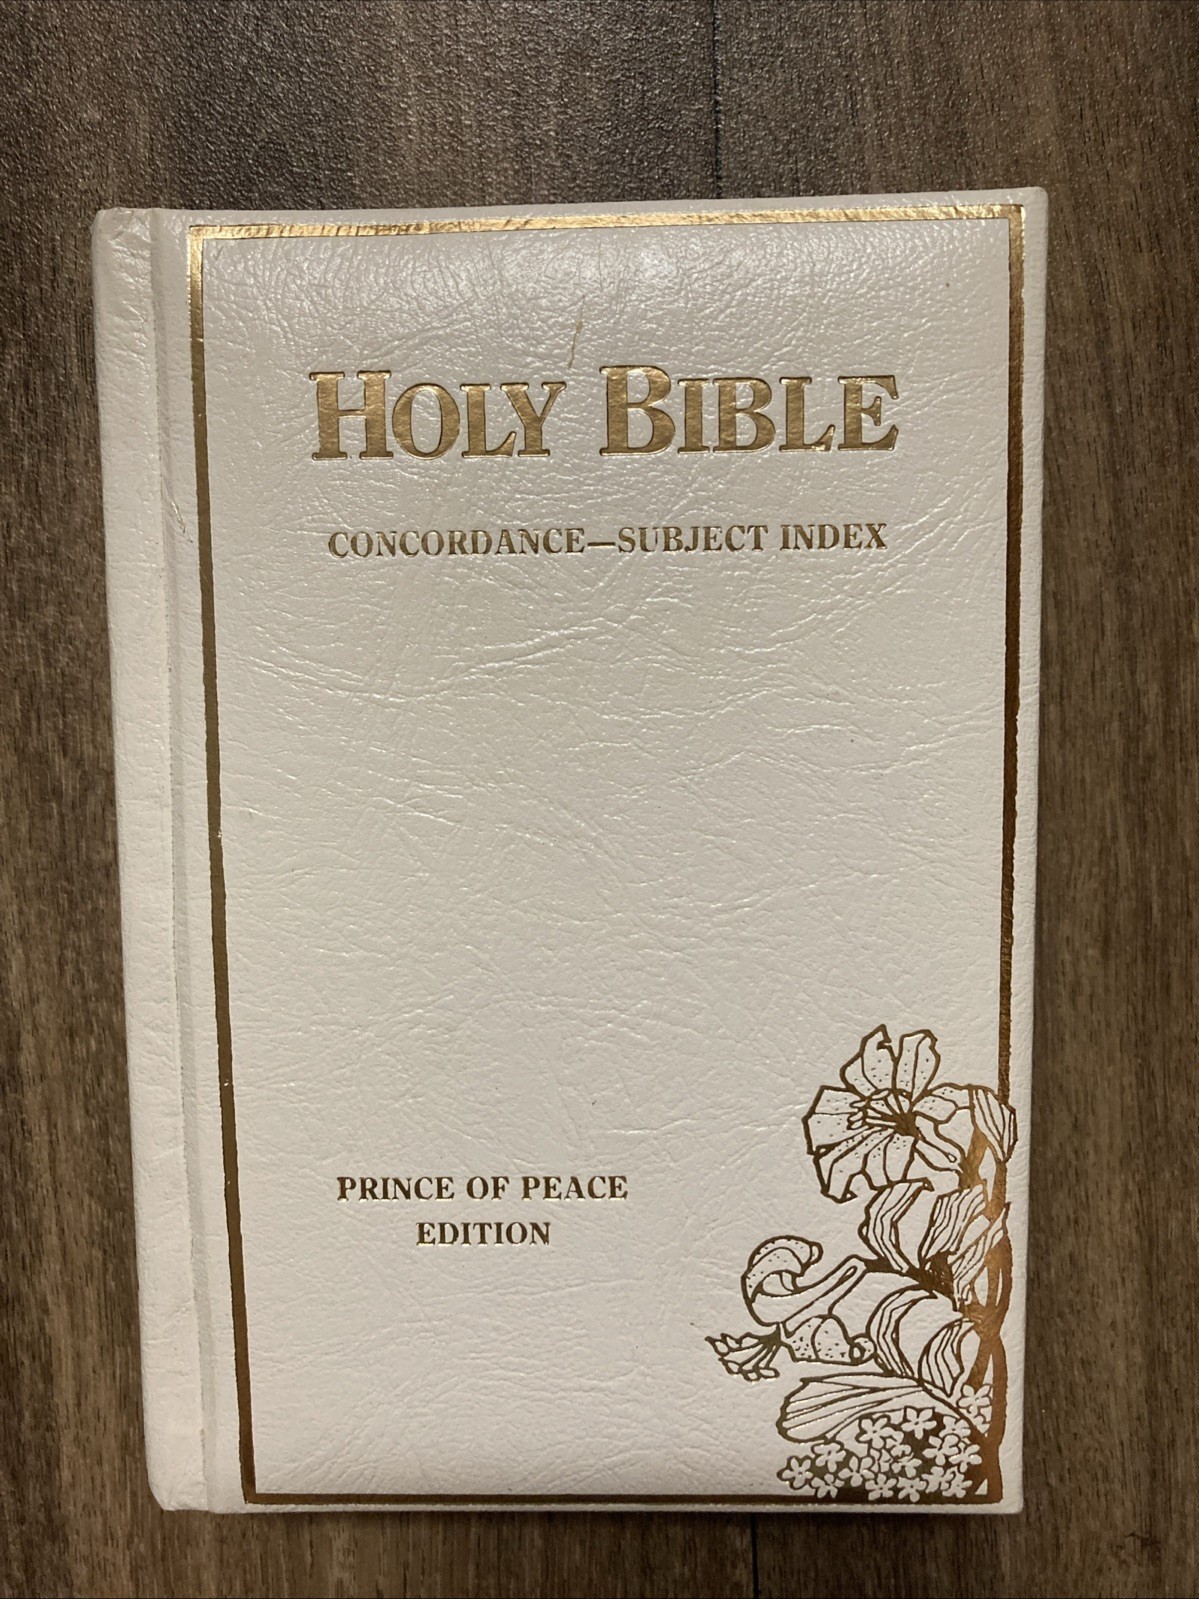 HOLY BIBLE
CONCORDANCE—SUBJECT INDEX
PRINCE OF PEACE
EDITION